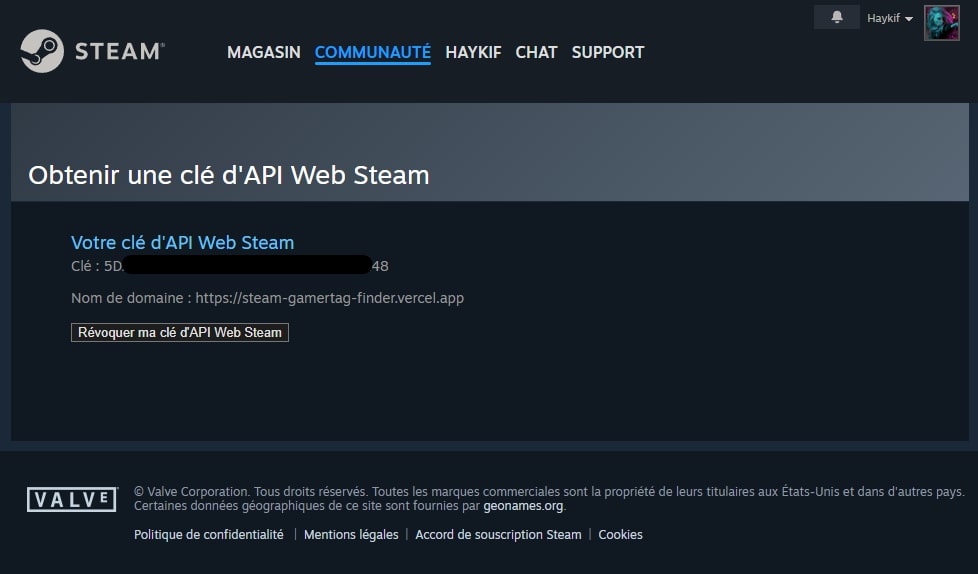 Haykif
STEAM®
MAGASIN COMMUNAUTÉ HAYKIF CHAT SUPPORT
Obtenir une clé d'API Web Steam
Votre clé d'API Web Steam
Clé : 5D 48
Nom de domaine : https://steam-gamertag-finder.vercel.app
Révoquer ma clé d'API Web Steam
VALVE
© Valve Corporation. Tous droits réservés. Toutes les marques commerciales sont la propriété de leurs titulaires aux États-Unis et dans d'autres pays.
Certaines données géographiques de ce site sont fournies par geonames.org.
Politique de confidentialité | Mentions légales | Accord de souscription Steam | Cookies